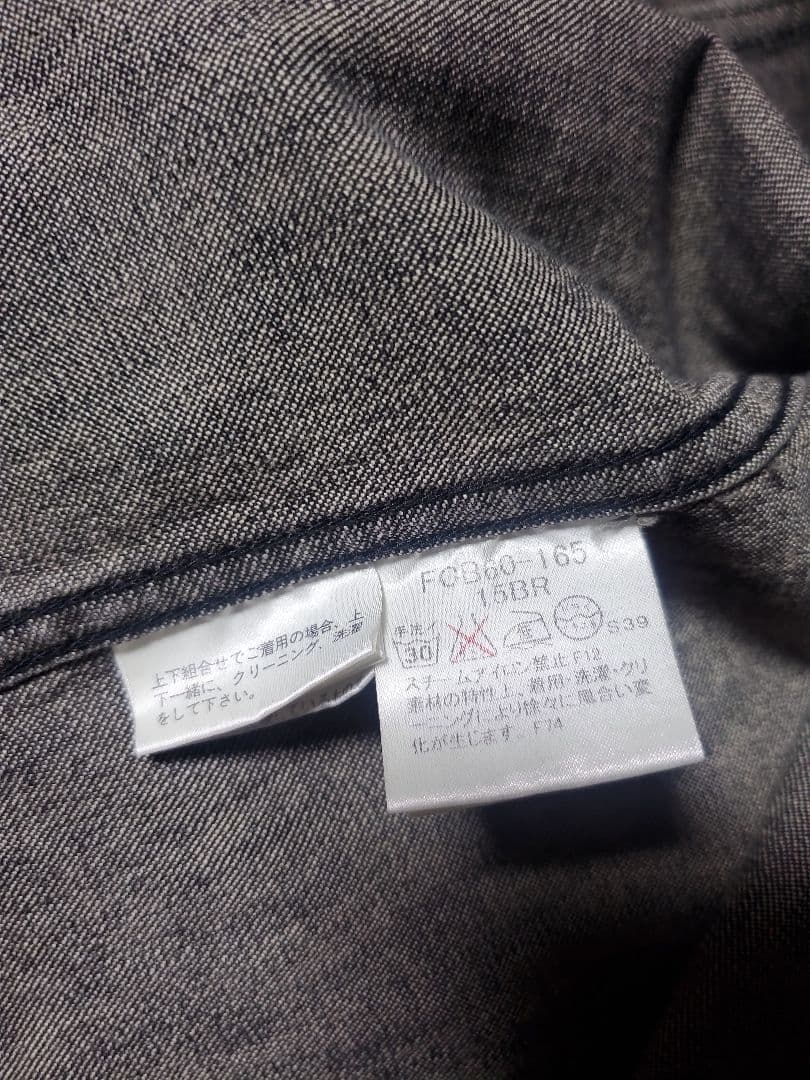 上下組合せでご着用の場合、上
下一緒に、クリーニング、洗濯
をして下さい。
FCB60-165
15BR
手洗イ
30
S39
スチームアイロン禁止 F12
素材の特性上、着用・洗濯・クリ
ーニングにより徐々に風合い変
化が生じます。F74